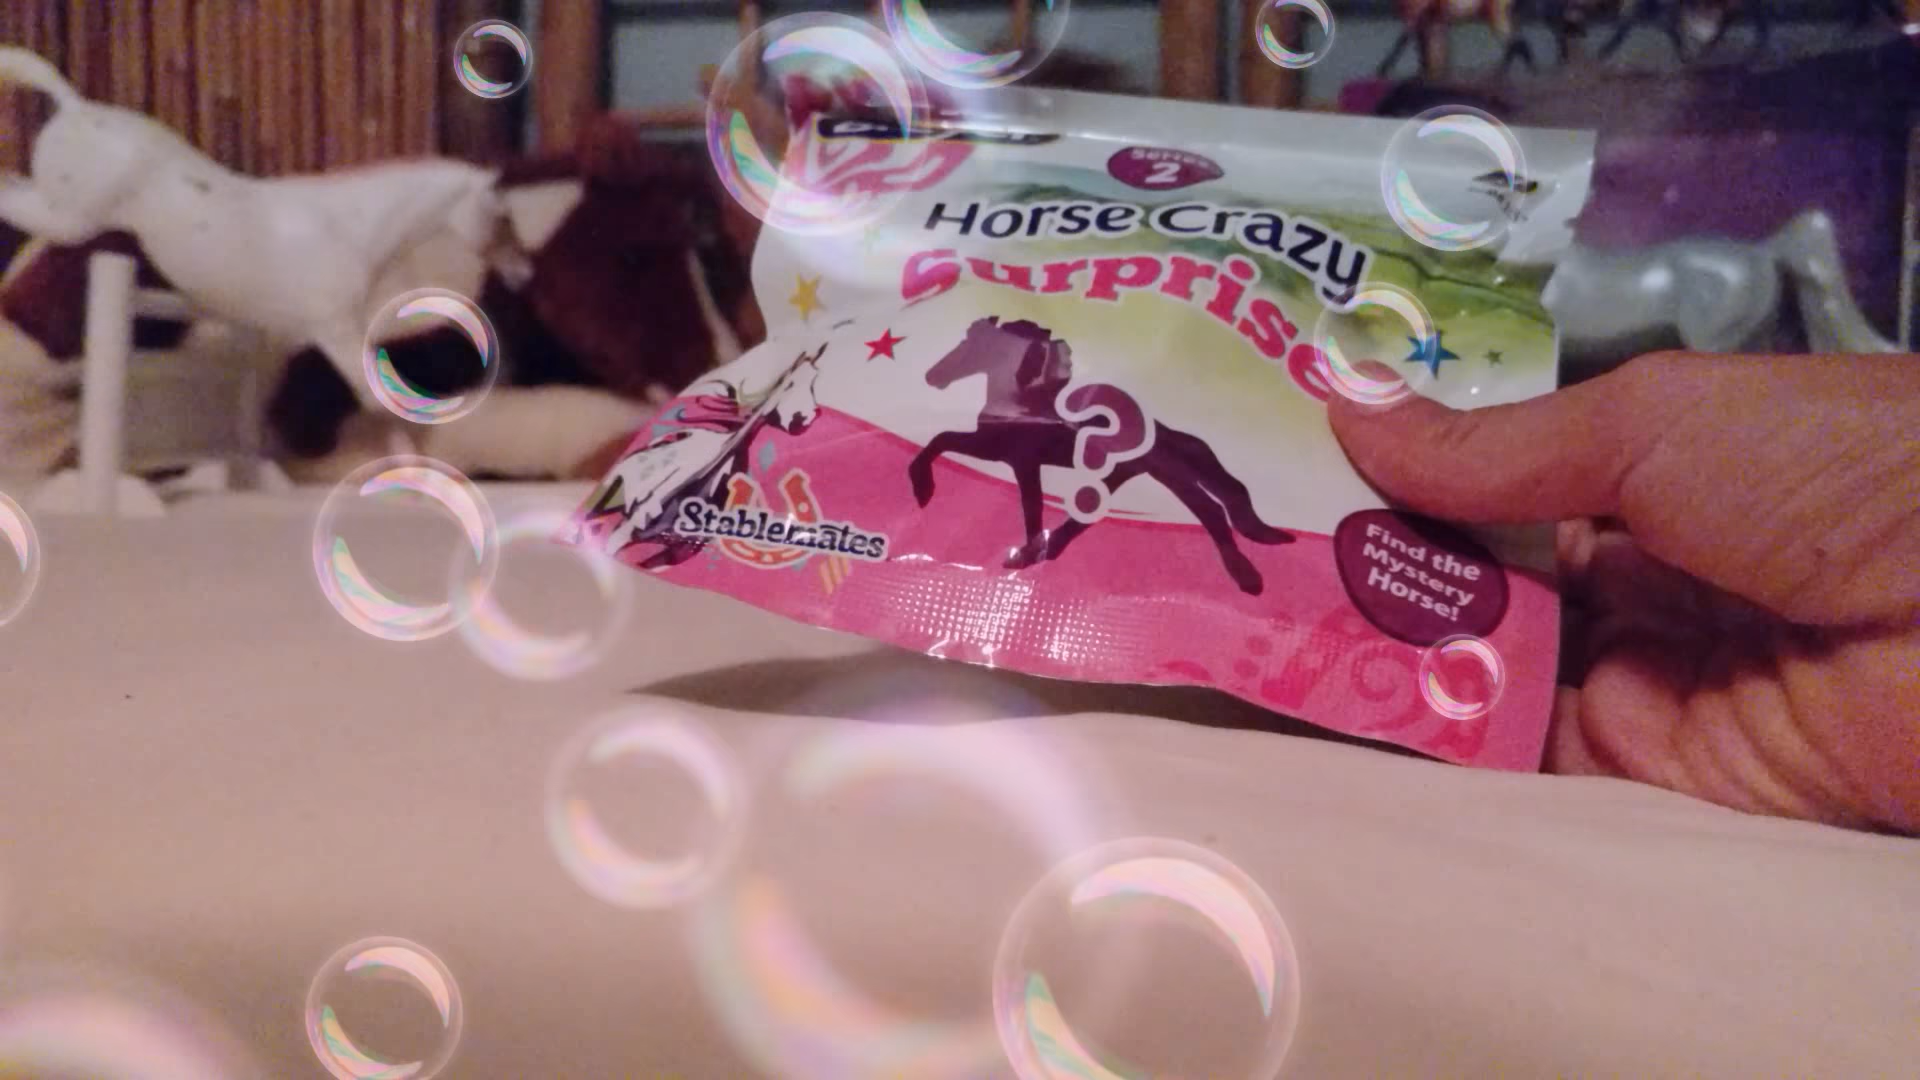 Series
2
Horse Crazy
Surprise
Stablemates
Find the
Mystery
Horse!